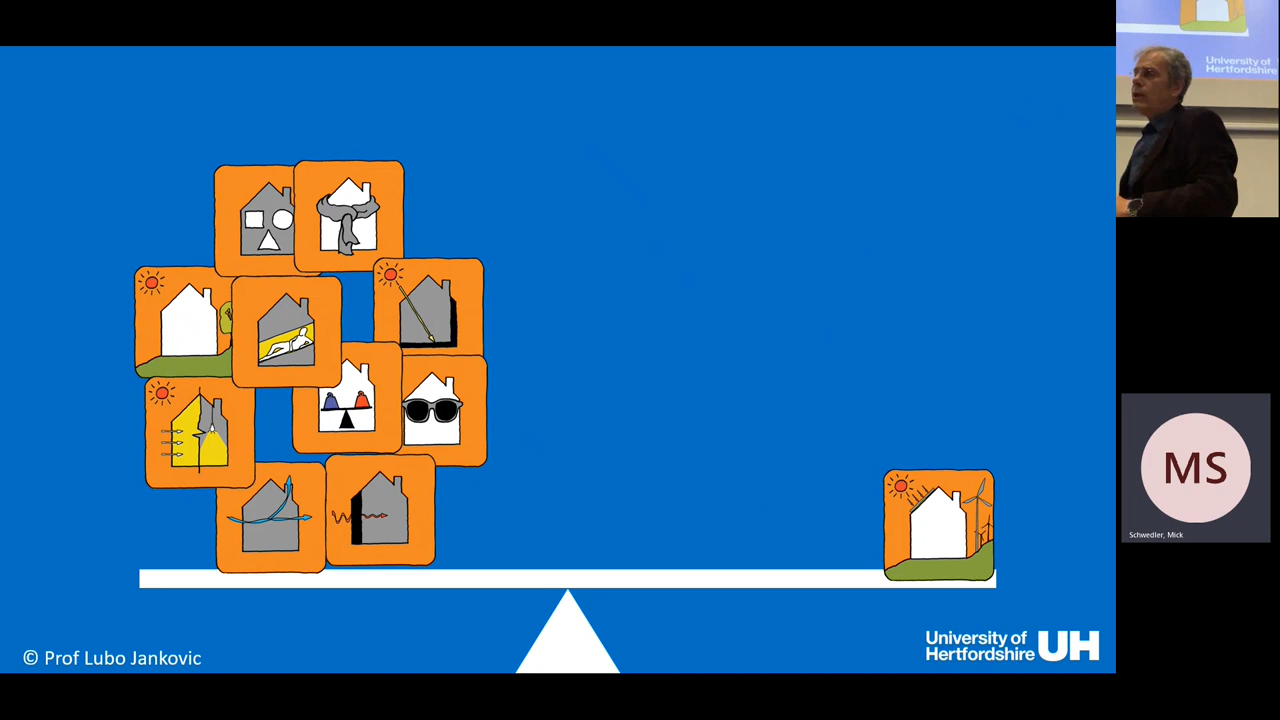 University of
Hertfordshire
MS
Schwedler, Mick
© Prof Lubo Jankovic
University of
Hertfordshire UH